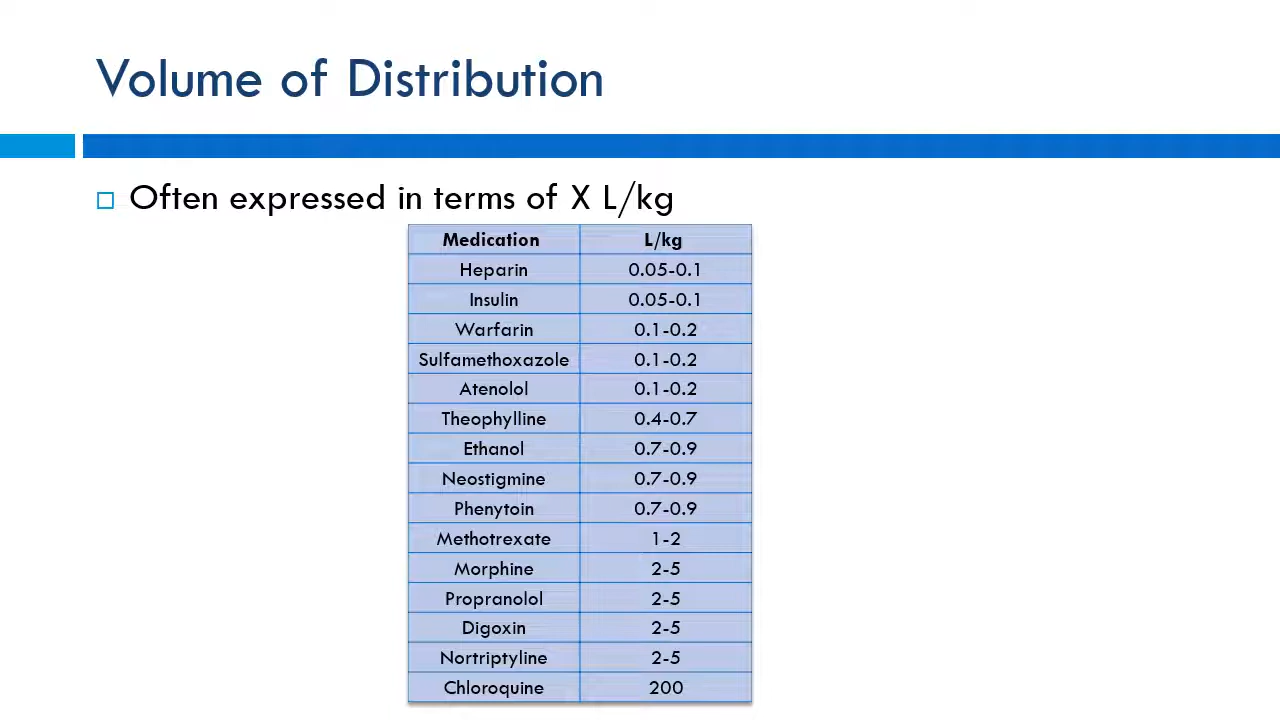 Volume of Distribution
Often expressed in terms of X L/kg
Medication L/kg
Heparin 0.05-0.1
Insulin 0.05-0.1
Warfarin 0.1-0.2
Sulfamethoxazole 0.1-0.2
Atenolol 0.1-0.2
Theophylline 0.4-0.7
Ethanol 0.7-0.9
Neostigmine 0.7-0.9
Phenytoin 0.7-0.9
Methotrexate 1-2
Morphine 2-5
Propranolol 2-5
Digoxin 2-5
Nortriptyline 2-5
Chloroquine 200